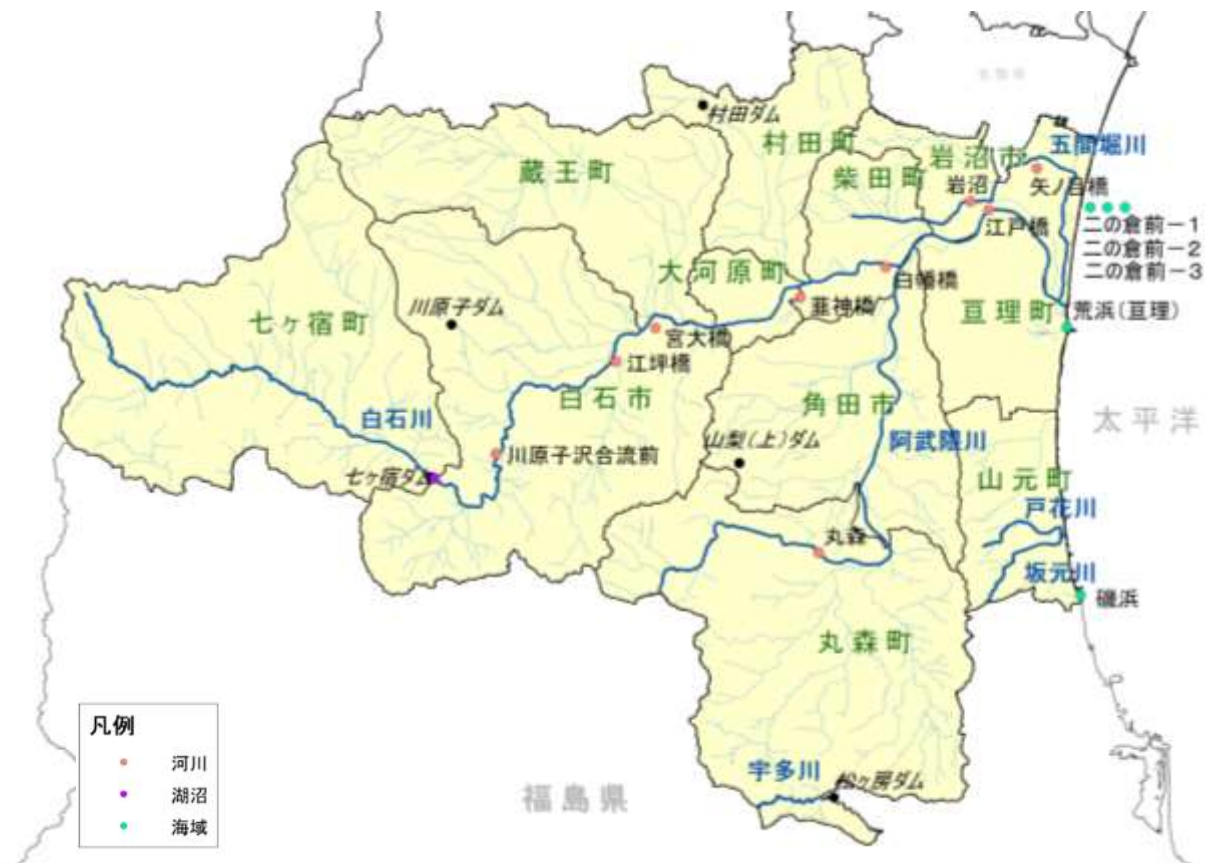 村田ダム
村田町
蔵王町
岩沼市
五間堀川
柴田町
岩沼
矢ノ目橋
江戸橋
二の倉前－1
二の倉前－2
二の倉前－3
大河原町
白幡橋
韮神橋
亘理町
荒浜（亘理）
七ヶ宿町
川原子ダム
宮大橋
江坪橋
白石市
角田市
太平洋
白石川
山梨（上）ダム
阿武隈川
川原子沢合流前
七ヶ宿ダム
山元町
戸花川
丸森
坂元川
磯浜
丸森町
宇多川
松ヶ房ダム
福島県
凡例
河川
湖沼
海域